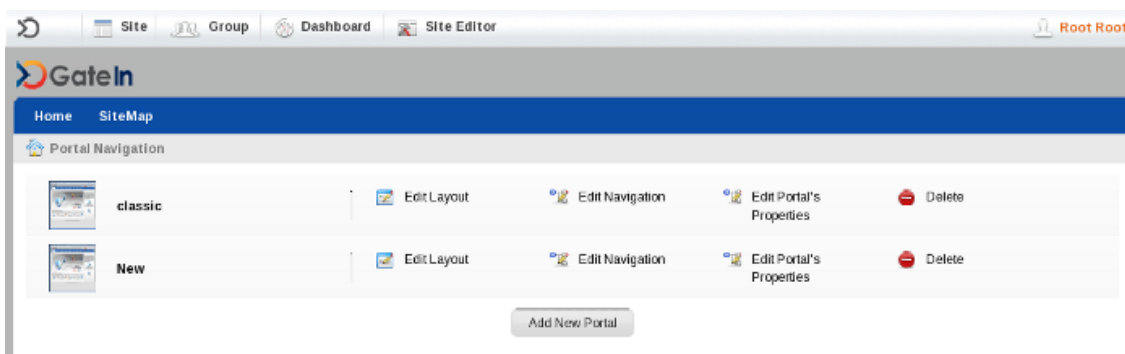 Site Group Dashboard Site Editor Root Root
GateIn
Home SiteMap
Portal Navigation
classic Edit Layout Edit Navigation Edit Portal's Delete
Properties
New Edit Layout Edit Navigation Edit Portal's Delete
Properties
Add New Portal